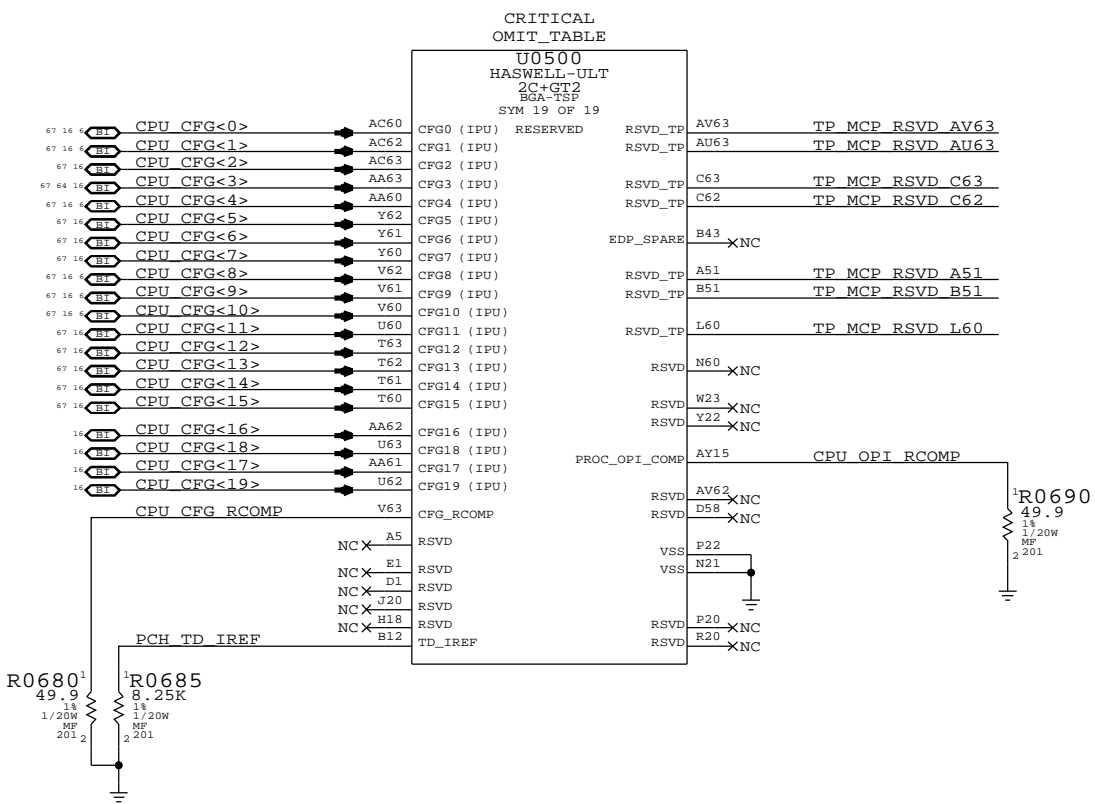 CRITICAL
OMIT_TABLE
U0500
HASWELL-ULT
2C+GT2
BGA-TSP
SYM 19 OF 19
RESERVED
67 16 6 BI CPU_CFG<0> AC60 CFG0 (IPU)
67 16 6 BI CPU_CFG<1> AC62 CFG1 (IPU)
67 16 BI CPU_CFG<2> AC63 CFG2 (IPU)
67 64 16 BI CPU_CFG<3> AA63 CFG3 (IPU)
67 16 6 BI CPU_CFG<4> AA60 CFG4 (IPU)
67 16 BI CPU_CFG<5> Y62 CFG5 (IPU)
67 16 BI CPU_CFG<6> Y61 CFG6 (IPU)
67 16 BI CPU_CFG<7> Y60 CFG7 (IPU)
67 16 6 BI CPU_CFG<8> V62 CFG8 (IPU)
67 16 6 BI CPU_CFG<9> V61 CFG9 (IPU)
67 16 6 BI CPU_CFG<10> V60 CFG10 (IPU)
67 16 BI CPU_CFG<11> U60 CFG11 (IPU)
67 16 BI CPU_CFG<12> T63 CFG12 (IPU)
67 16 BI CPU_CFG<13> T62 CFG13 (IPU)
67 16 BI CPU_CFG<14> T61 CFG14 (IPU)
67 16 BI CPU_CFG<15> T60 CFG15 (IPU)
16 BI CPU_CFG<16> AA62 CFG16 (IPU)
16 BI CPU_CFG<18> U63 CFG18 (IPU)
16 BI CPU_CFG<17> AA61 CFG17 (IPU)
16 BI CPU_CFG<19> U62 CFG19 (IPU)
CPU_CFG_RCOMP V63 CFG_RCOMP
NC A5 RSVD
NC E1 RSVD
NC D1 RSVD
NC J20 RSVD
NC H18 RSVD
PCH_TD_IREF B12 TD_IREF
RSVD_TP AV63 TP_MCP_RSVD_AV63
RSVD_TP AU63 TP_MCP_RSVD_AU63
RSVD_TP C63 TP_MCP_RSVD_C63
RSVD_TP C62 TP_MCP_RSVD_C62
EDP_SPARE B43 NC
RSVD_TP A51 TP_MCP_RSVD_A51
RSVD_TP B51 TP_MCP_RSVD_B51
RSVD_TP L60 TP_MCP_RSVD_L60
RSVD N60 NC
RSVD W23 NC
RSVD Y22 NC
PROC_OPI_COMP AY15 CPU_OPI_RCOMP
RSVD AV62 NC
RSVD D58 NC
VSS P22
VSS N21
RSVD P20 NC
RSVD R20 NC
1 R0690
49.9
1%
1/20W
MF
2 201
R0680 1
49.9
1%
1/20W
MF
201 2
1 R0685
8.25K
1%
1/20W
MF
2 201